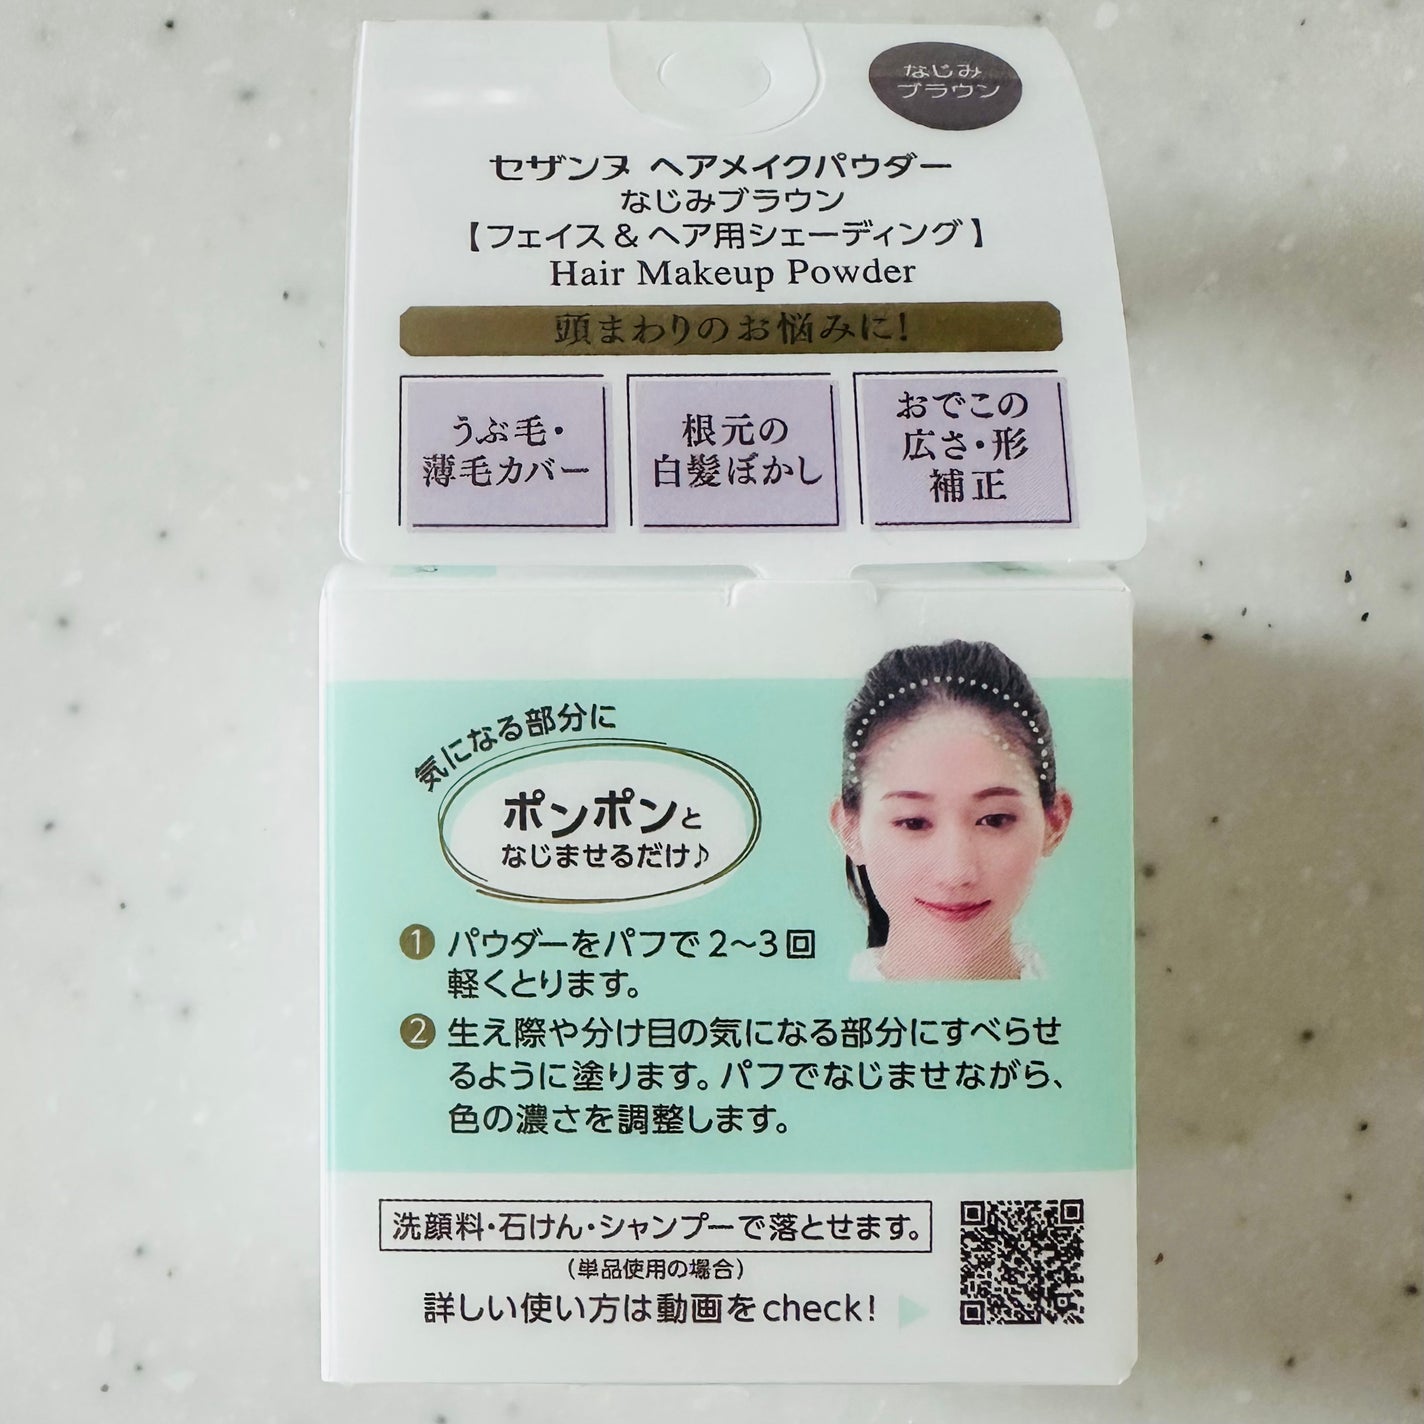 なじみ
ブラウン
セザンヌ ヘアメイクパウダー
なじみブラウン
【フェイス&ヘア用シェーディング】
Hair Makeup Powder
頭まわりのお悩みに!
うぶ毛・
薄毛カバー
根元の
白髪ぼかし
おでこの
広さ・形
補正
気になる部分に
ポンポンと
なじませるだけ♪
1 パウダーをパフで2〜3回
軽くとります。
2 生え際や分け目の気になる部分にすべらせ
るように塗ります。パフでなじませながら、
色の濃さを調整します。
洗顔料・石けん・シャンプーで落とせます。
(単品使用の場合)
詳しい使い方は動画をcheck!